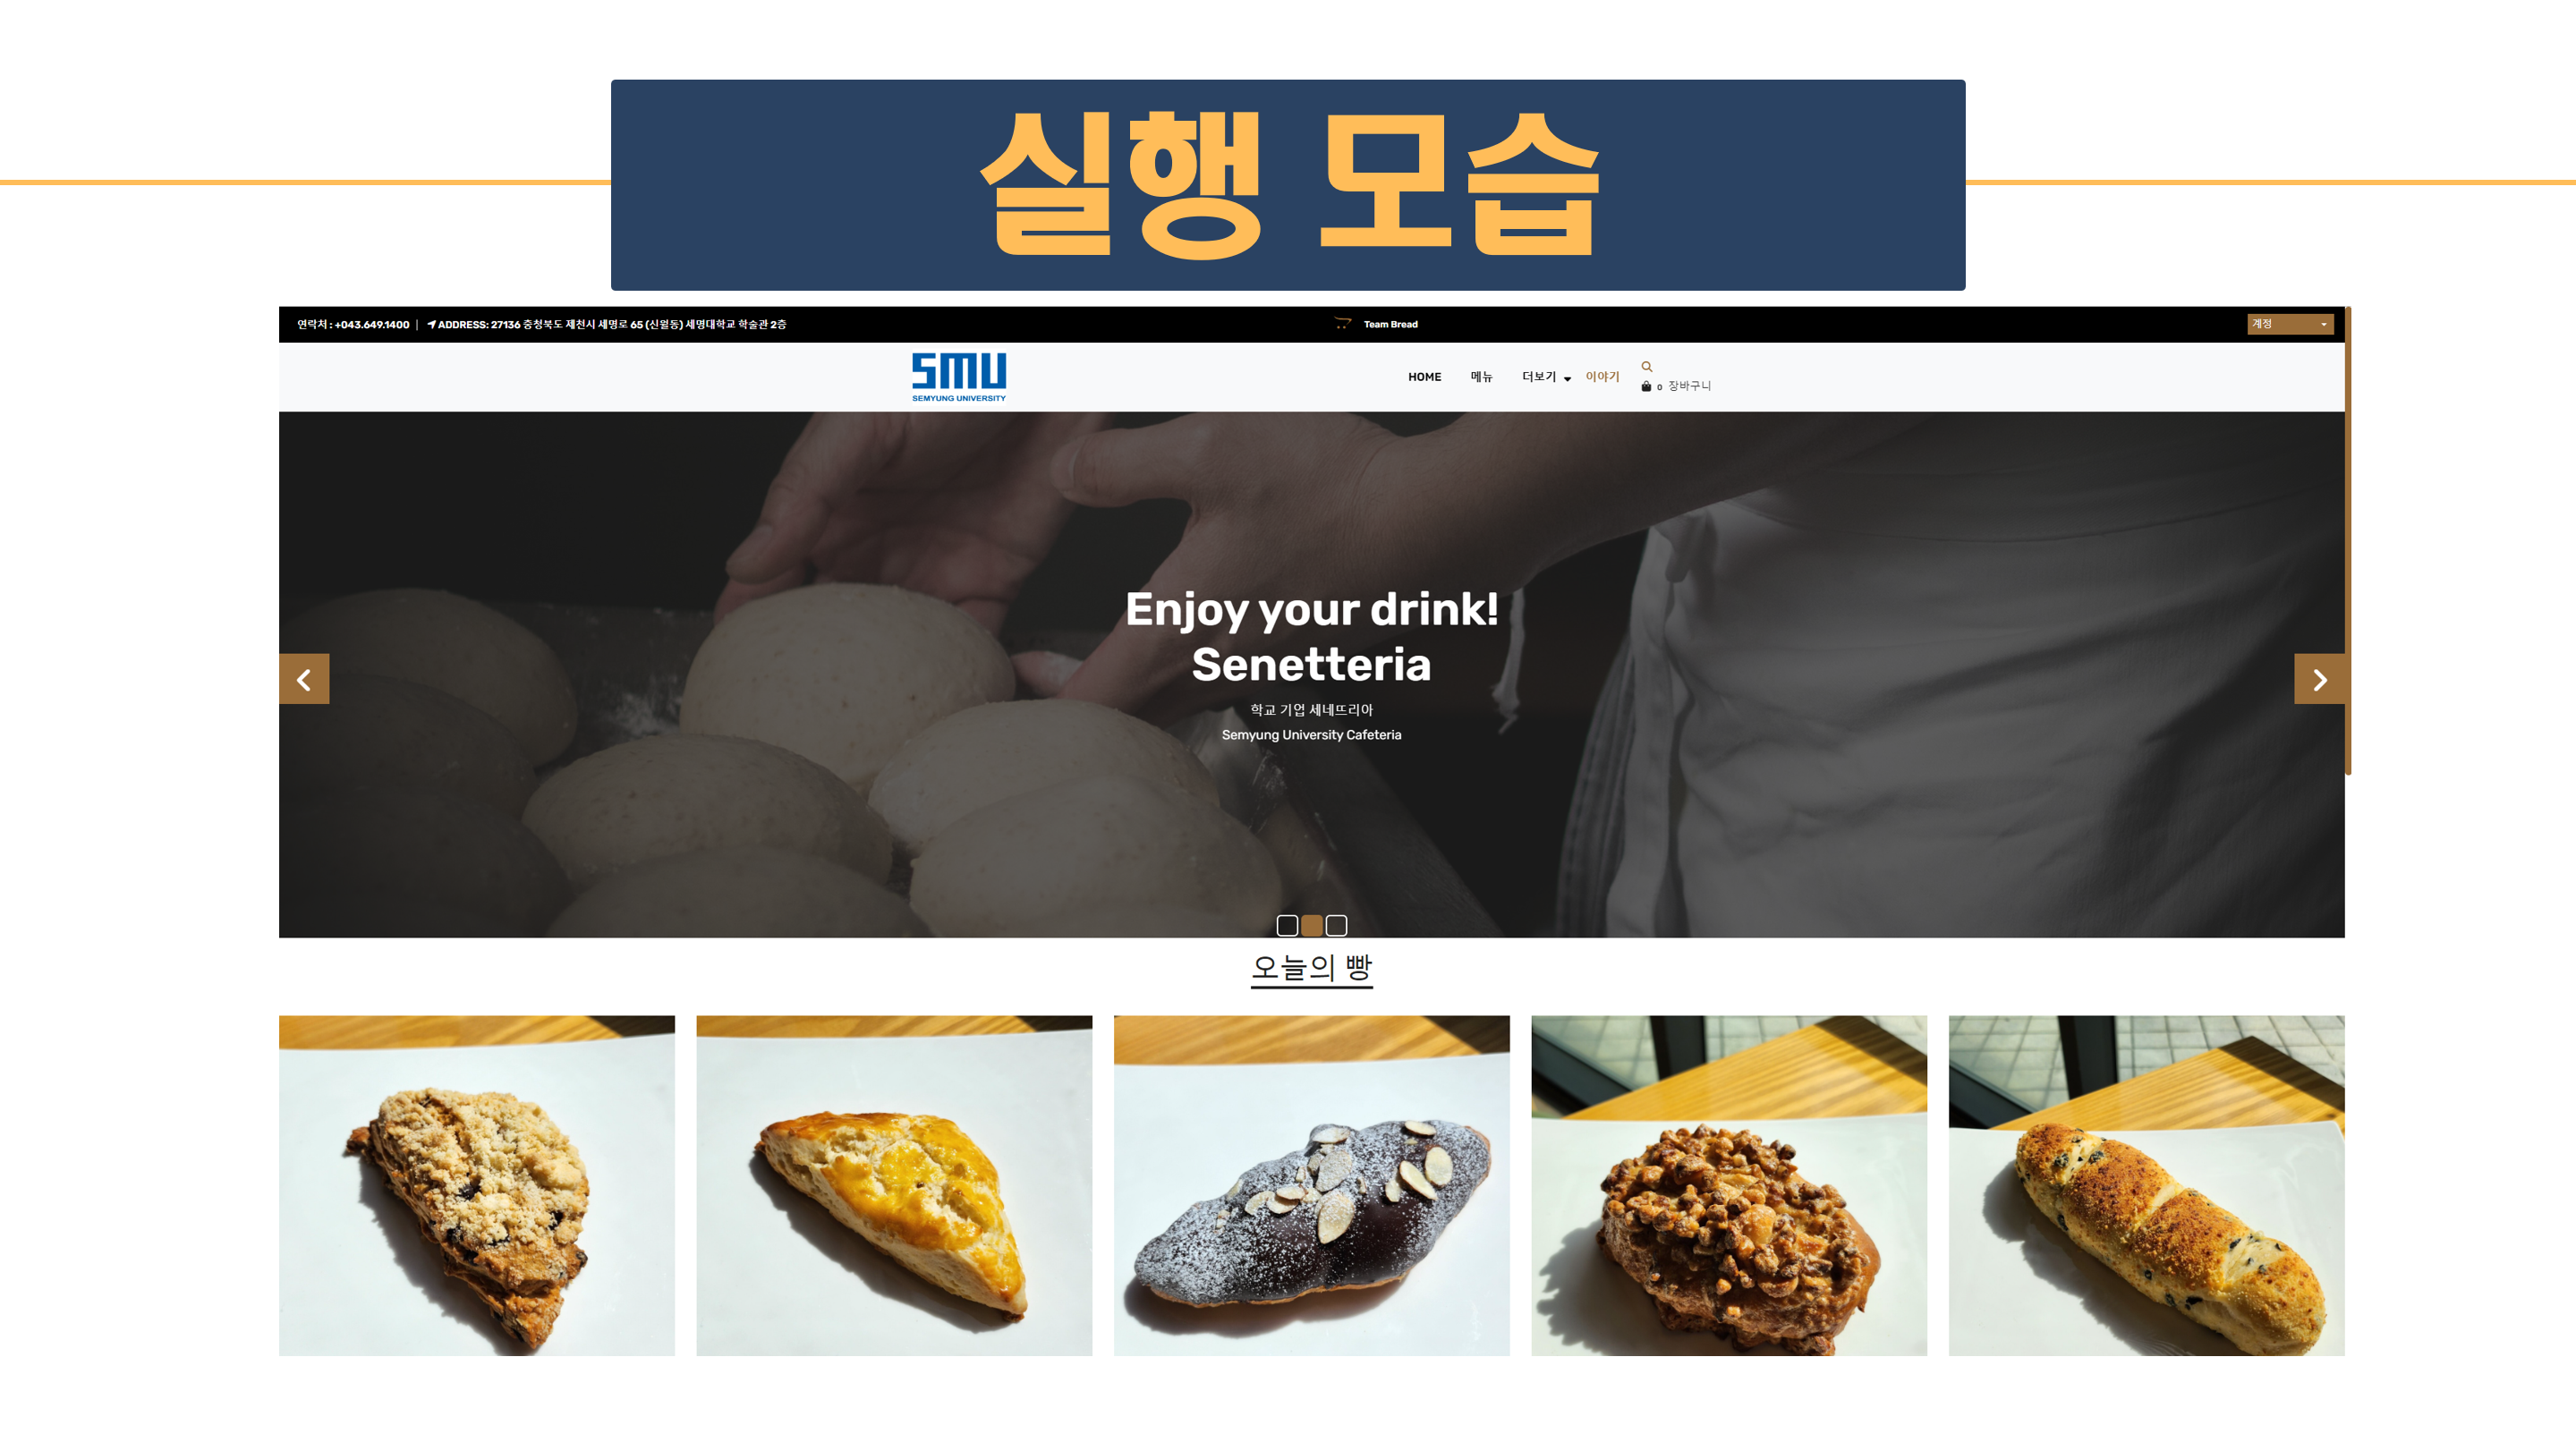 실행 모습
연락처 : +043.649.1400 | ADDRESS: 27136 충청북도 제천시 세명로 65 (신월동) 세명대학교 학술관 2층
Team Bread
계정
SMU
SEMYUNG UNIVERSITY
HOME 메뉴 더보기 이야기
0 장바구니
Enjoy your drink!
Senetteria
학교 기업 세네뜨리아
Semyung University Cafeteria
오늘의 빵